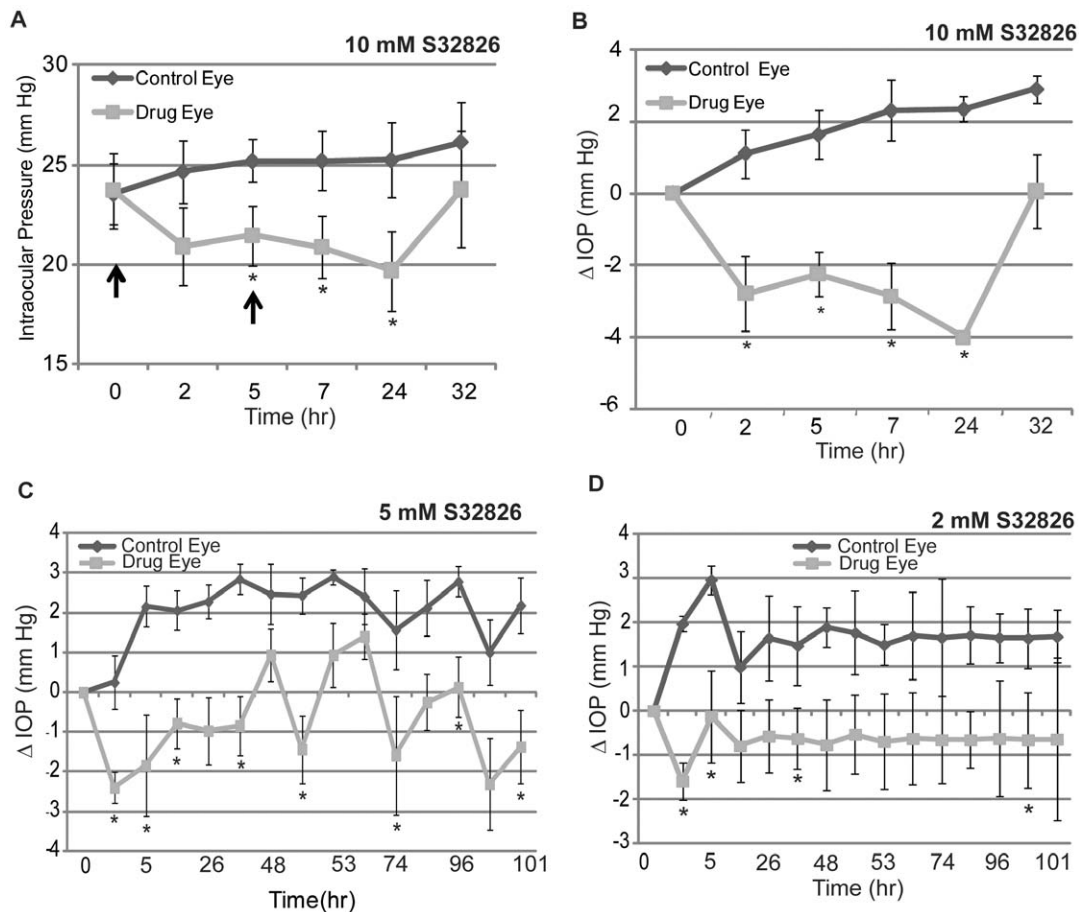 A
10 mM S32826
Intraocular Pressure (mm Hg)
30
25
20
15
Control Eye
Drug Eye
*
*
*
0 2 5 7 24 32
Time (hr)
B
10 mM S32826
Δ IOP (mm Hg)
4
2
0
-2
-4
-6
Control Eye
Drug Eye
*
*
*
*
0 2 5 7 24 32
Time (hr)
C
5 mM S32826
Δ IOP (mm Hg)
4
3
2
1
0
-1
-2
-3
-4
Control Eye
Drug Eye
*
*
*
*
*
*
*
*
0 5 26 48 53 74 96 101
Time(hr)
D
2 mM S32826
Δ IOP (mm Hg)
4
3
2
1
0
-1
-2
-3
Control Eye
Drug Eye
*
*
*
*
0 5 26 48 53 74 96 101
Time (hr)